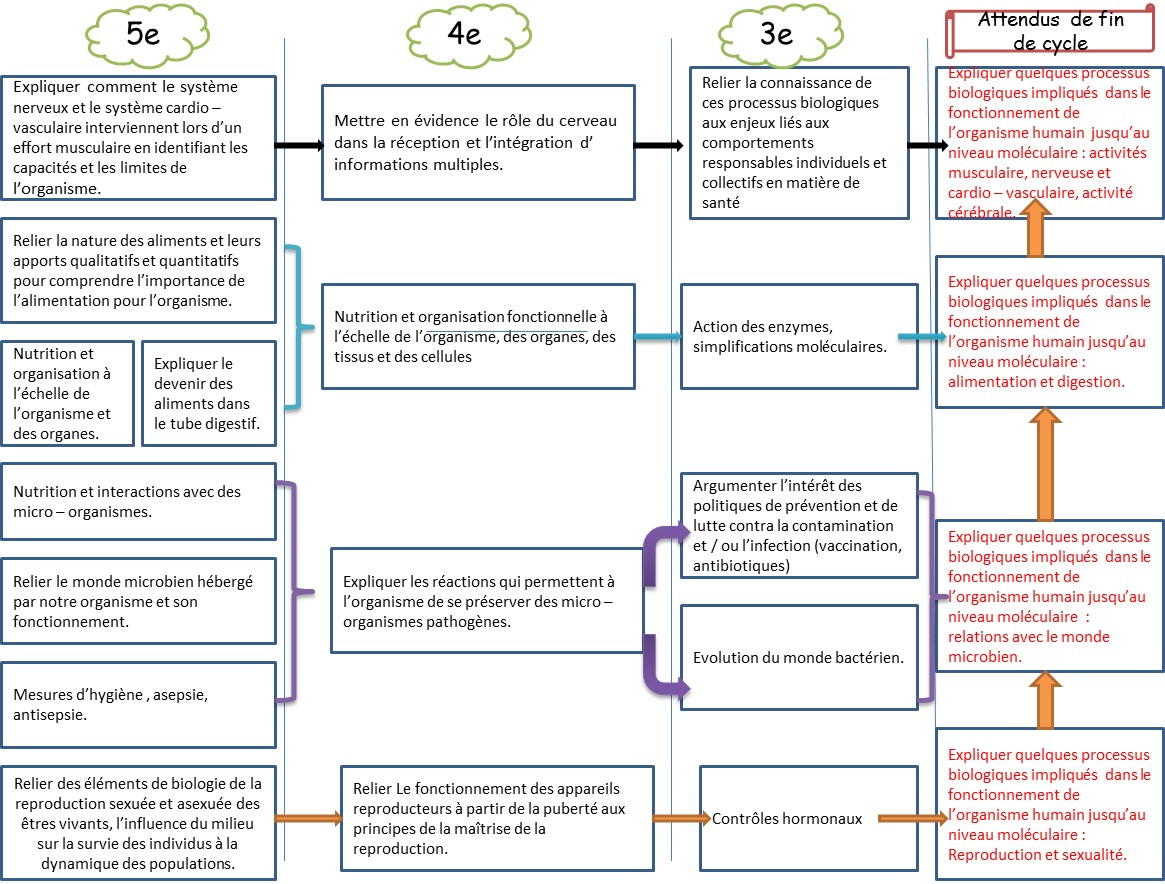 5e
4e
3e
Attendus de fin
de cycle
Expliquer comment le système
nerveux et le système cardio –
vasculaire interviennent lors d’un
effort musculaire en identifiant les
capacités et les limites de
l’organisme.
Mettre en évidence le rôle du cerveau
dans la réception et l’intégration d’
informations multiples.
Relier la connaissance de
ces processus biologiques
aux enjeux liés aux
comportements
responsables individuels et
collectifs en matière de
santé
Expliquer quelques processus
biologiques impliqués dans le
fonctionnement de
l’organisme humain jusqu’au
niveau moléculaire : activités
musculaire, nerveuse et
cardio – vasculaire, activité
cérébrale.
Relier la nature des aliments et leurs
apports qualitatifs et quantitatifs
pour comprendre l’importance de
l’alimentation pour l’organisme.
Nutrition et
organisation à
l’échelle de
l’organisme et
des organes.
Expliquer le
devenir des
aliments dans
le tube digestif.
Nutrition et organisation fonctionnelle à
l’échelle de l’organisme, des organes, des
tissus et des cellules
Action des enzymes,
simplifications moléculaires.
Expliquer quelques processus
biologiques impliqués dans le
fonctionnement de
l’organisme humain jusqu’au
niveau moléculaire :
alimentation et digestion.
Nutrition et interactions avec des
micro – organismes.
Relier le monde microbien hébergé
par notre organisme et son
fonctionnement.
Mesures d’hygiène , asepsie,
antisepsie.
Expliquer les réactions qui permettent à
l’organisme de se préserver des micro –
organismes pathogènes.
Argumenter l’intérêt des
politiques de prévention et de
lutte contra la contamination
et / ou l’infection (vaccination,
antibiotiques)
Evolution du monde bactérien.
Expliquer quelques processus
biologiques impliqués dans le
fonctionnement de
l’organisme humain jusqu’au
niveau moléculaire :
relations avec le monde
microbien.
Relier des éléments de biologie de la
reproduction sexuée et asexuée des
êtres vivants, l’influence du milieu
sur la survie des individus à la
dynamique des populations.
Relier Le fonctionnement des appareils
reproducteurs à partir de la puberté aux
principes de la maîtrise de la
reproduction.
Contrôles hormonaux
Expliquer quelques processus
biologiques impliqués dans le
fonctionnement de
l’organisme humain jusqu’au
niveau moléculaire :
Reproduction et sexualité.